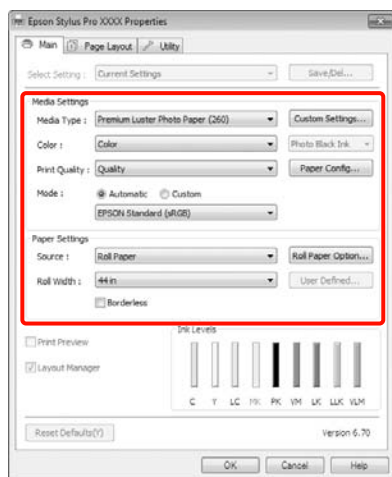 Epson Stylus Pro XXXX Properties
Main Page Layout Utility
Select Setting : Current Settings Save/Del...
Media Settings
Media Type : Premium Luster Photo Paper (260) Custom Settings...
Color : Color Photo Black Ink
Print Quality : Quality Paper Config...
Mode : Automatic Custom
EPSON Standard (sRGB)
Paper Settings
Source : Roll Paper Roll Paper Option...
Roll Width : 44 in User Defined...
Borderless
Ink Levels
Print Preview
Layout Manager
C Y LC MK PK VM LK LLK VLM
Reset Defaults(Y) Version 6.70
OK Cancel Help